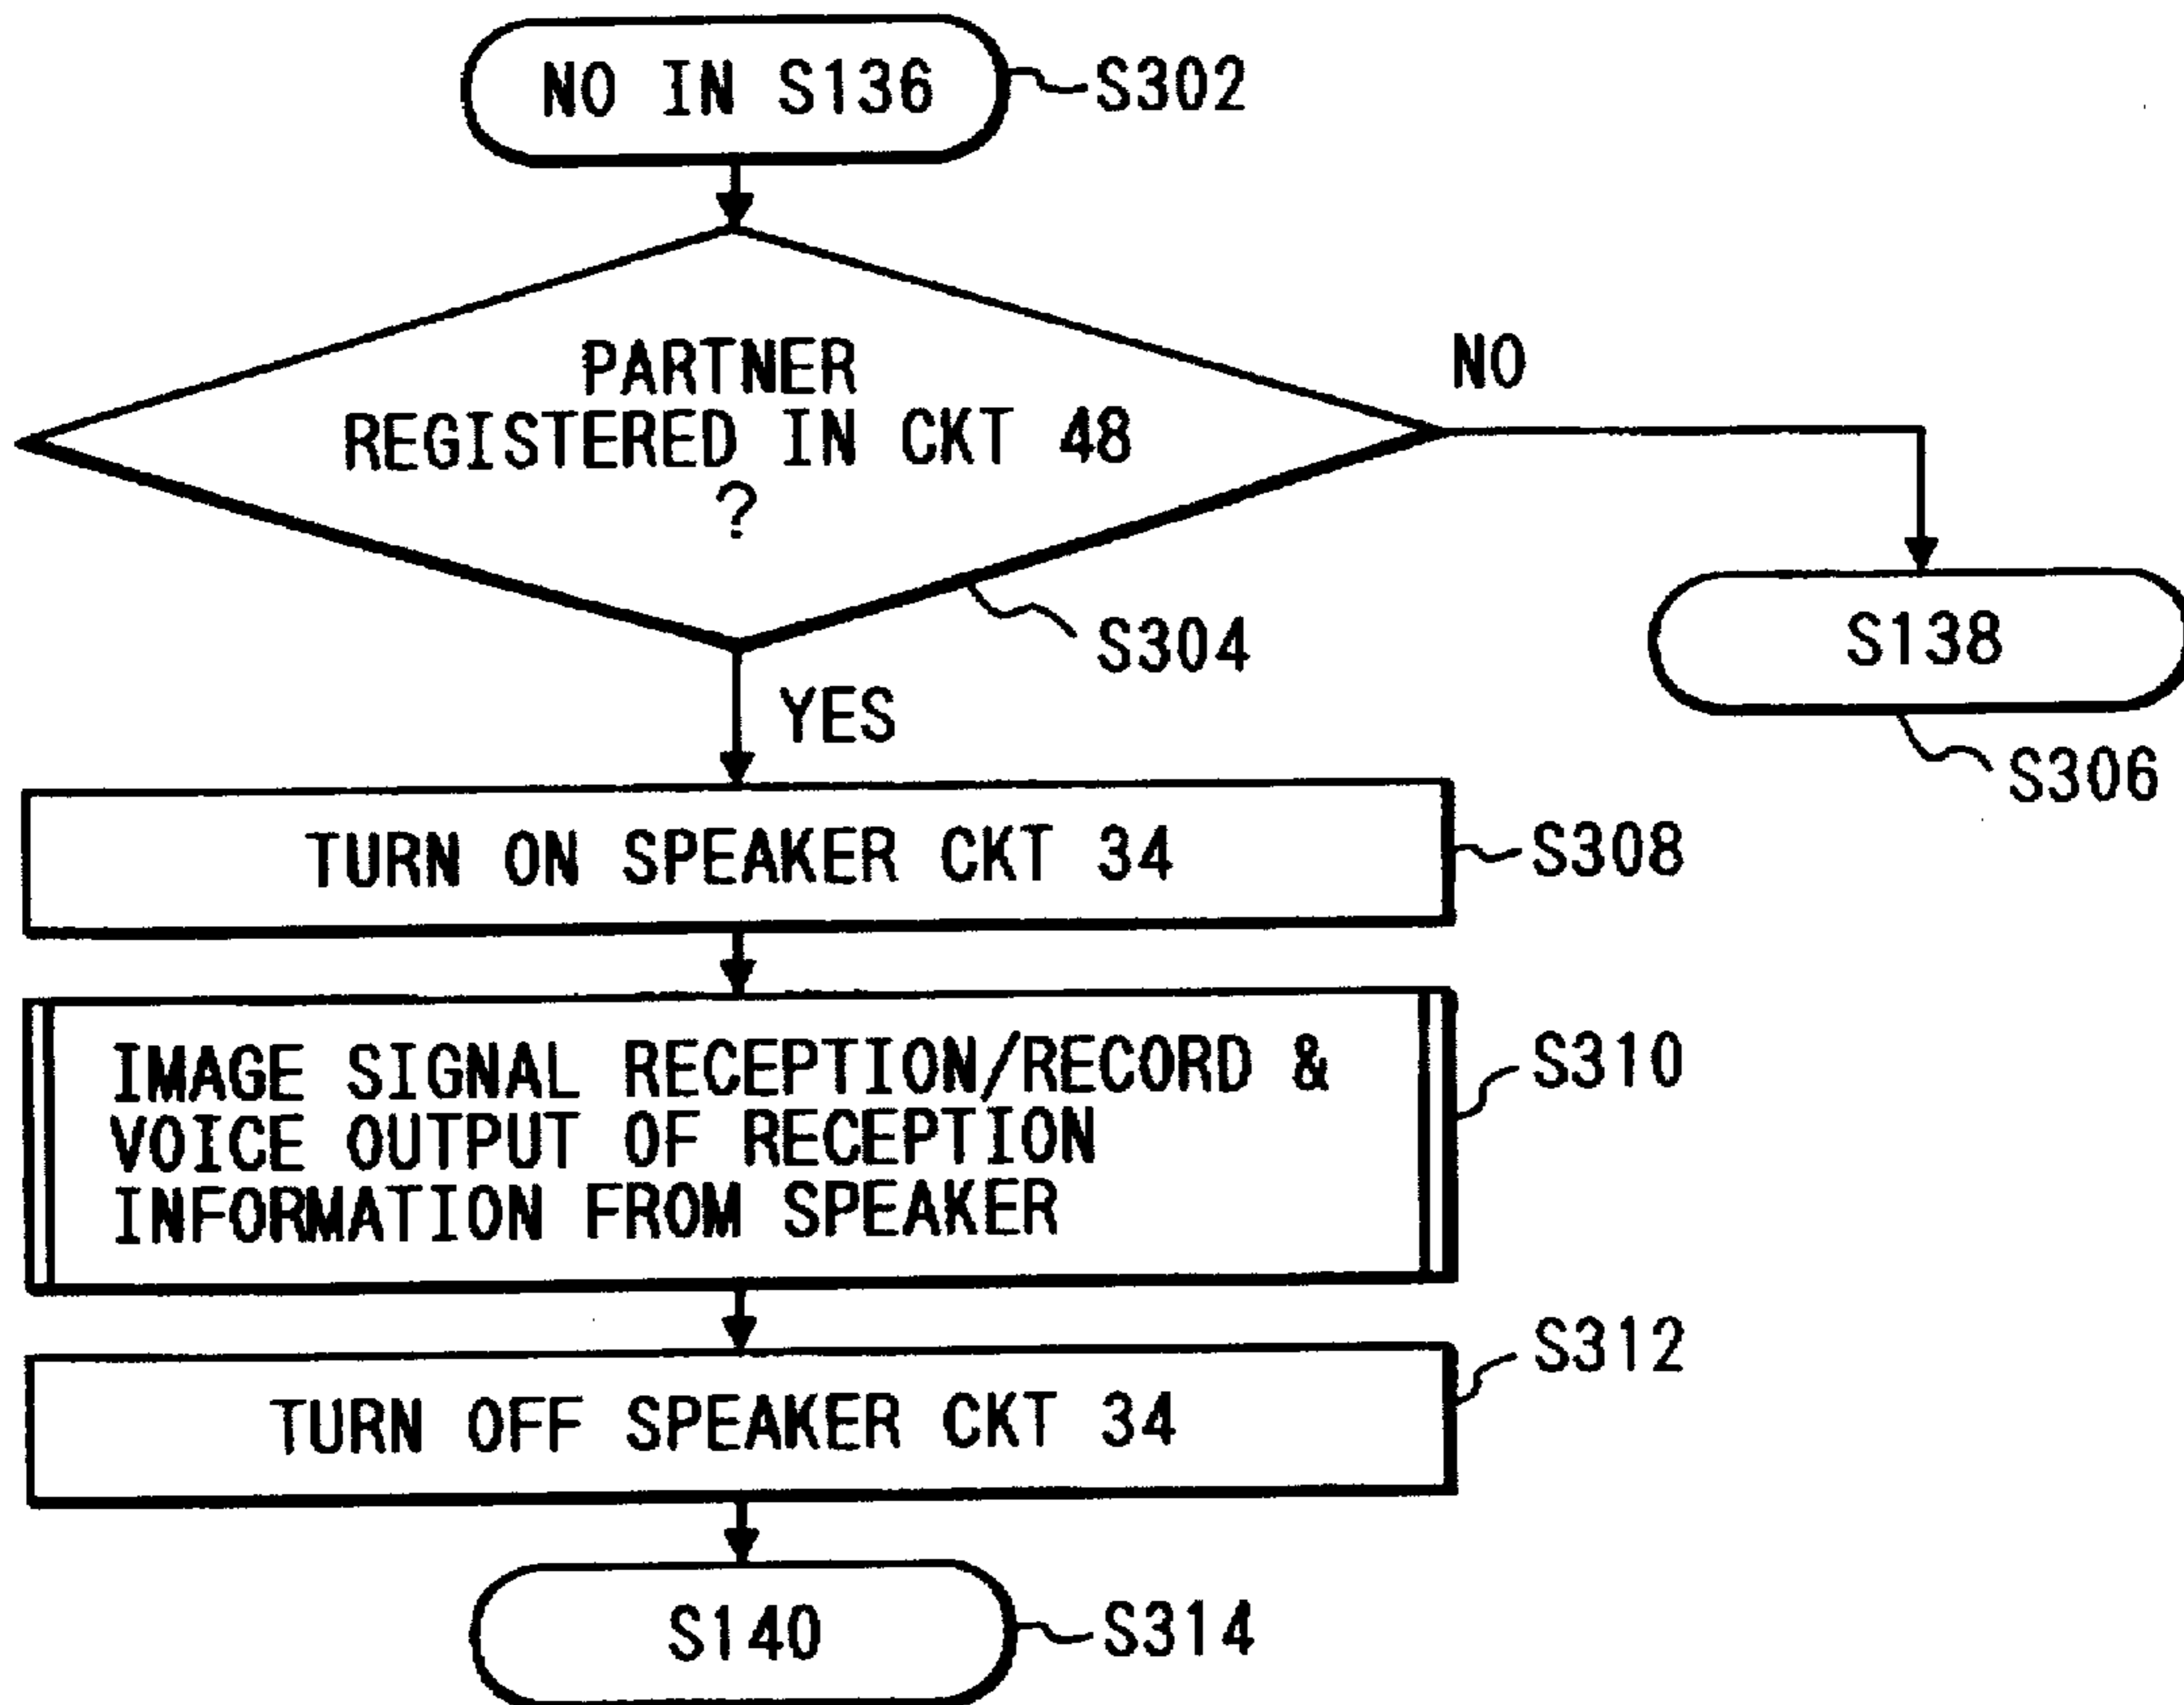 NO IN S136
S302
PARTNER
REGISTERED IN CKT 48
?
NO
S304
S138
S306
YES
TURN ON SPEAKER CKT 34
S308
IMAGE SIGNAL RECEPTION/RECORD &
VOICE OUTPUT OF RECEPTION
INFORMATION FROM SPEAKER
S310
TURN OFF SPEAKER CKT 34
S312
S140
S314